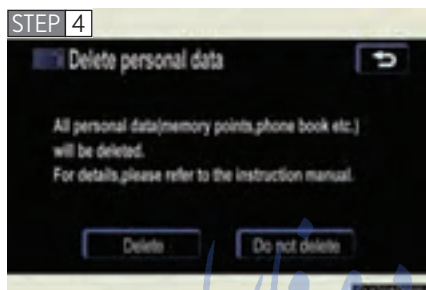 STEP 4
Delete personal data
All personal data(memory points,phone book etc.)
will be deleted.
For details,please refer to the instruction manual.
Delete
Do not delete